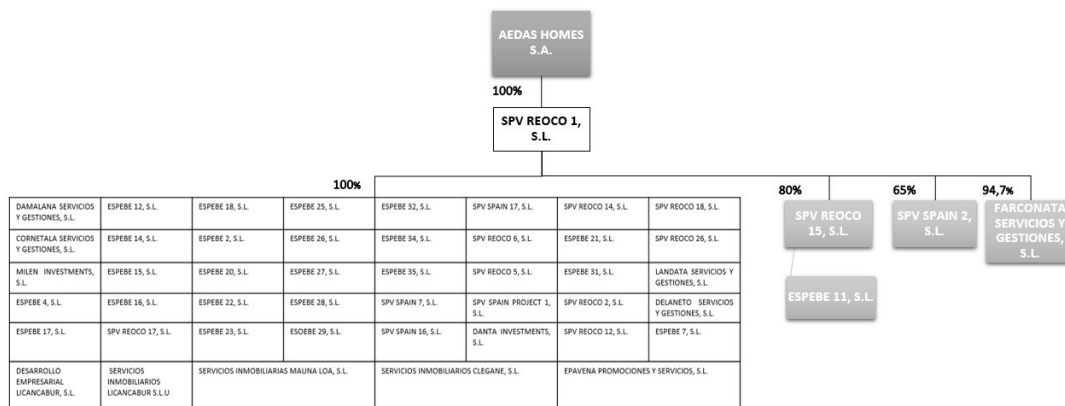 AEDAS HOMES
S.A.
100%
SPV REOCO 1,
S.L.
100%
80%
65%
94,7%
DAMALANA SERVICIOS
Y GESTIONES, S.L.
ESPEBE 12, S.L.
ESPEBE 18, S.L.
ESPEBE 25, S.L.
ESPEBE 32, S.L.
SPV SPAIN 17, S.L.
SPV REOCO 14, S.L.
SPV REOCO 18, S.L.
CORNETALA SERVICIOS
Y GESTIONES, S.L.
ESPEBE 14, S.L.
ESPEBE 2, S.L.
ESPEBE 26, S.L.
ESPEBE 34, S.L.
SPV REOCO 6, S.L.
ESPEBE 21, S.L.
SPV REOCO 26, S.L.
MILEN INVESTMENTS,
S.L.
ESPEBE 15, S.L.
ESPEBE 20, S.L.
ESPEBE 27, S.L.
ESPEBE 35, S.L.
SPV REOCO 5, S.L.
ESPEBE 31, S.L.
LANDATA SERVICIOS Y
GESTIONES, S.L.
ESPEBE 4, S.L.
ESPEBE 16, S.L.
ESPEBE 22, S.L.
ESPEBE 28, S.L.
SPV SPAIN 7, S.L.
SPV SPAIN PROJECT 1,
S.L.
SPV REOCO 2, S.L.
DELANETO SERVICIOS
Y GESTIONES, S.L.
ESPEBE 17, S.L.
SPV REOCO 17, S.L.
ESPEBE 23, S.L.
ESOEBE 29, S.L.
SPV SPAIN 16, S.L.
DANTA INVESTMENTS,
S.L.
SPV REOCO 12, S.L.
ESPEBE 7, S.L.
DESARROLLO
EMPRESARIAL
LICANCABUR, S.L.
SERVICIOS
INMOBILIARIOS
LICANCABUR S.L.U
SERVICIOS INMOBILIARIAS MAUNA LOA, S.L.
SERVICIOS INMOBILIARIOS CLEGANE, S.L.
EPAVENA PROMOCIONES Y SERVICIOS, S.L.
SPV REOCO
15, S.L.
SPV SPAIN 2,
S.L.
FARCONATA
SERVICIOS Y
GESTIONES,
S.L.
ESPEBE 11, S.L.